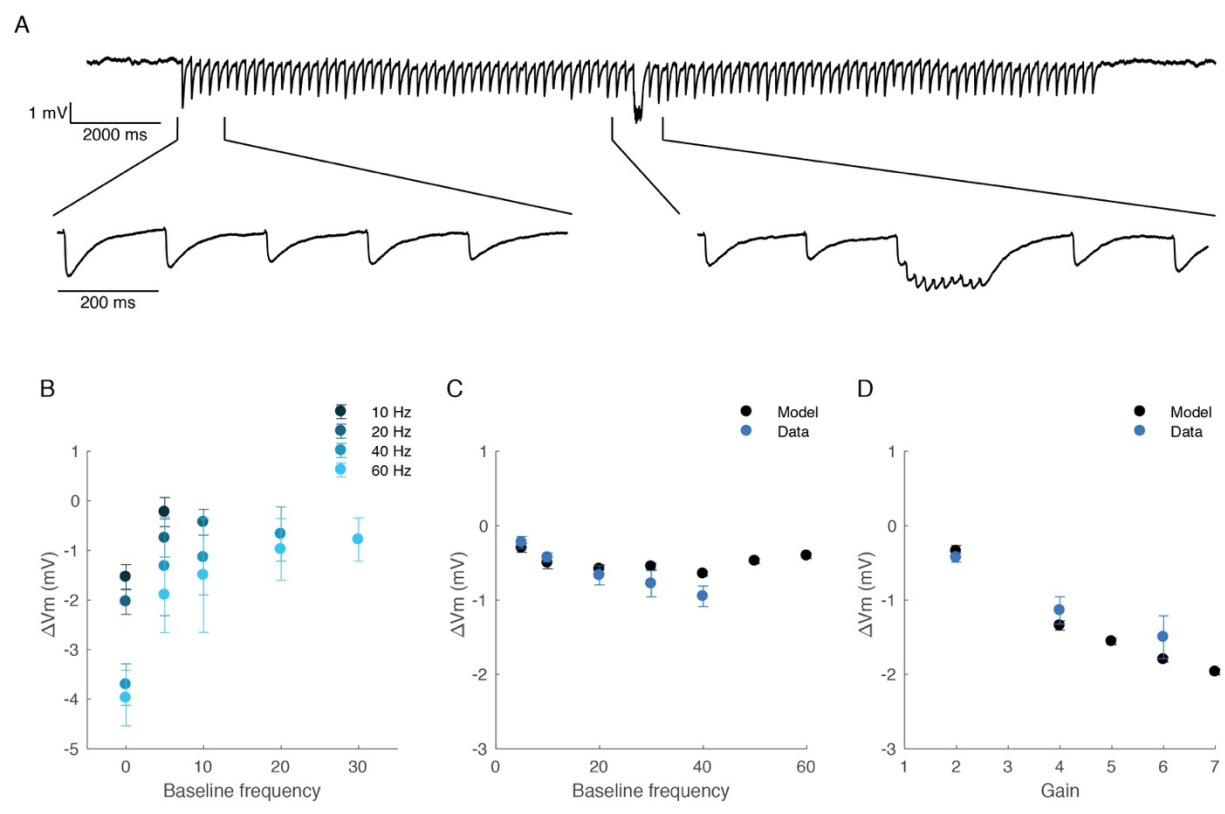 A
1 mV
2000 ms
200 ms
B
10 Hz
20 Hz
40 Hz
60 Hz
1
0
-1
-2
-3
-4
-5
ΔVm (mV)
0 10 20 30
Baseline frequency
C
Model
Data
1
0
-1
-2
-3
ΔVm (mV)
0 20 40 60
Baseline frequency
D
Model
Data
1
0
-1
-2
-3
ΔVm (mV)
1 2 3 4 5 6 7
Gain